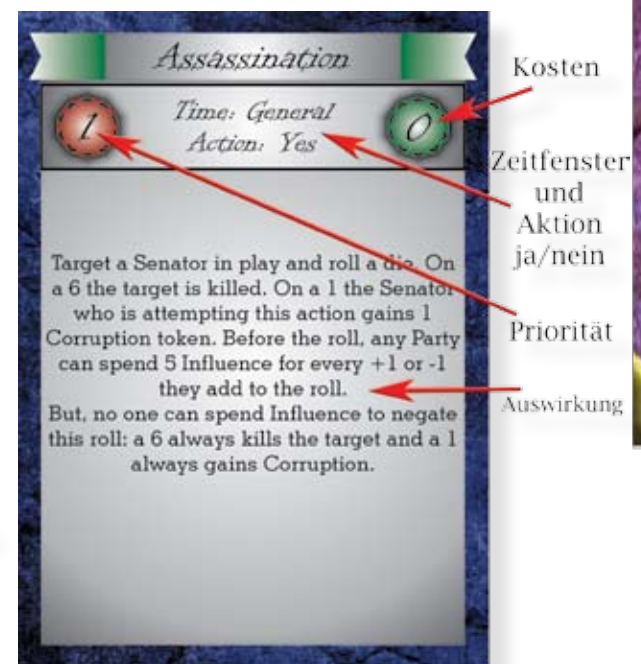 Assassination
1
Time: General
Action: Yes
0
Target a Senator in play and roll a die. On
a 6 the target is killed. On a 1 the Senator
who is attempting this action gains 1
Corruption token. Before the roll, any Party
can spend 5 Influence for every +1 or -1
they add to the roll.
But, no one can spend Influence to negate
this roll: a 6 always kills the target and a 1
always gains Corruption.
Kosten
Zeitfenster
und
Aktion
ja/nein
Priorität
Auswirkung